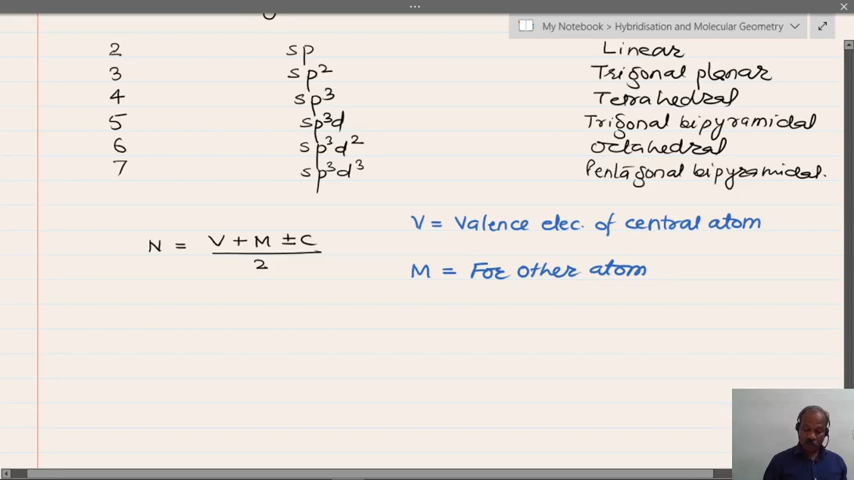 My Notebook > Hybridisation and Molecular Geometry
2 sp Linear
3 sp² Trigonal planar
4 sp³ Tetrahedral
5 sp³d Trigonal bipyramidal
6 sp³d² Octahedral
7 sp³d³ Pentagonal bipyramidal.
N = (V + M ± C) / 2
V = Valence elec. of central atom
M = For other atom